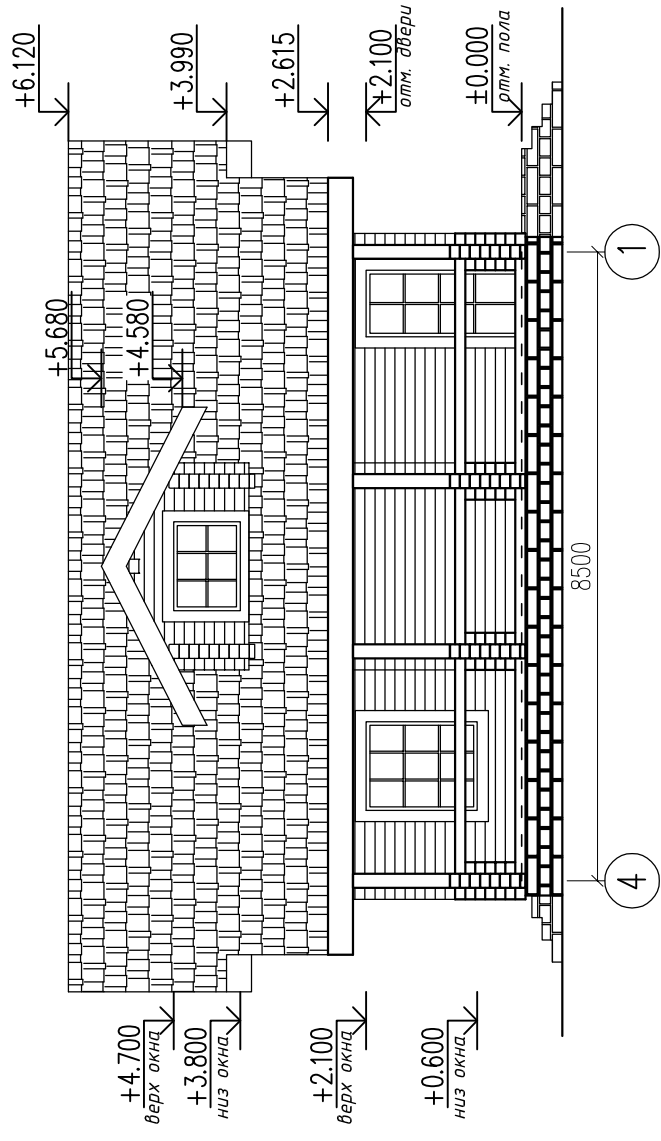 +6.120
+3.990
+2.615
+2.100
отм. двери
±0.000
отм. пола
+5.680
+4.580
+4.700
верх окна
+3.800
низ окна
+2.100
верх окна
+0.600
низ окна
8500
4
1